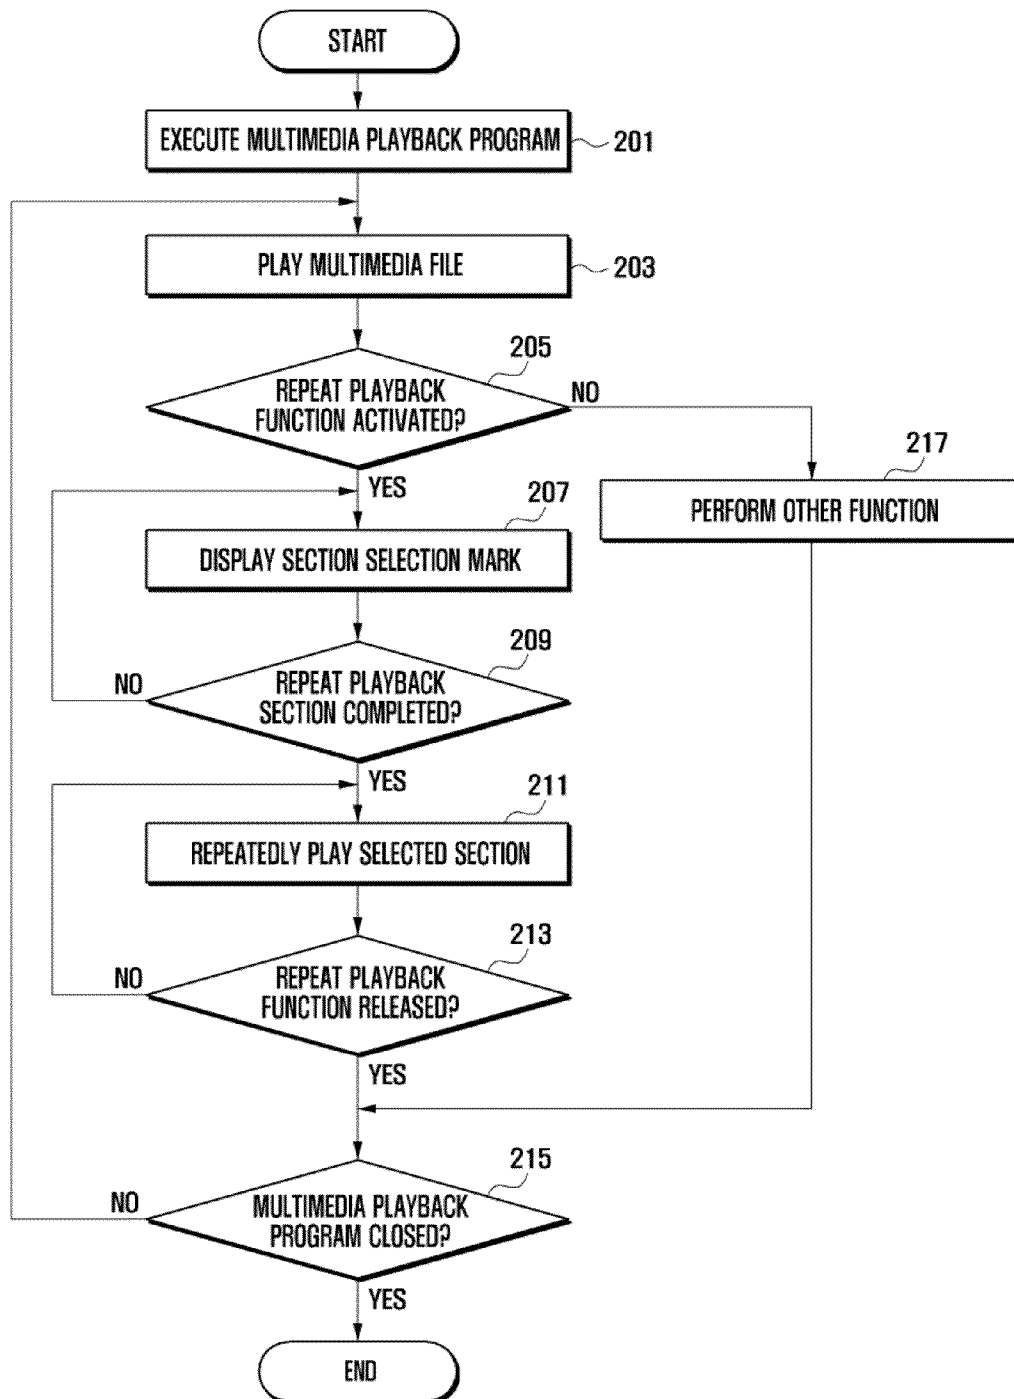 START
EXECUTE MULTIMEDIA PLAYBACK PROGRAM
201
PLAY MULTIMEDIA FILE
203
205
REPEAT PLAYBACK
FUNCTION ACTIVATED?
NO
YES
217
PERFORM OTHER FUNCTION
207
DISPLAY SECTION SELECTION MARK
209
REPEAT PLAYBACK
SECTION COMPLETED?
NO
YES
211
REPEATEDLY PLAY SELECTED SECTION
213
REPEAT PLAYBACK
FUNCTION RELEASED?
NO
YES
215
MULTIMEDIA PLAYBACK
PROGRAM CLOSED?
NO
YES
END